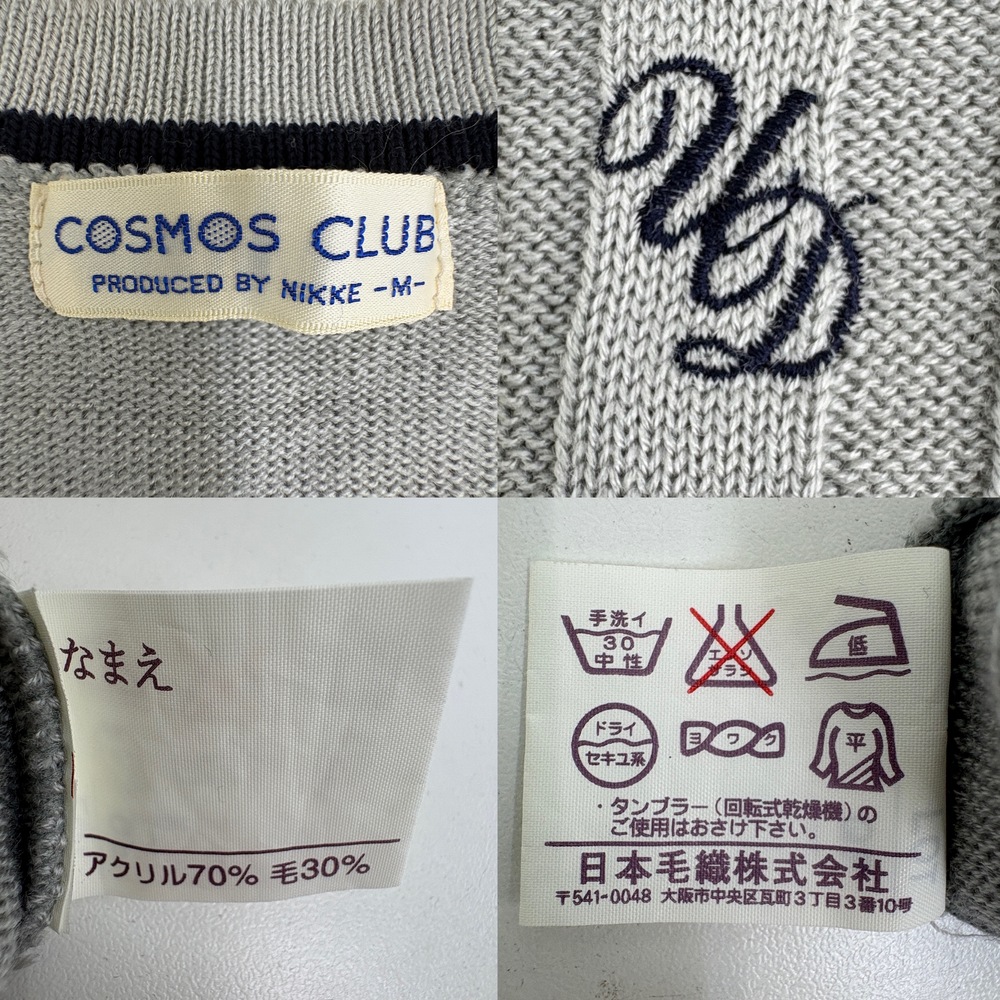 COSMOS CLUB
PRODUCED BY NIKKE -M-
VD
なまえ
アクリル70% 毛30%
手洗イ
30
中性
エンソ
サラシ
低
ドライ
セキユ系
ヨワク
平
・タンブラー(回転式乾燥機)の
ご使用はおさけ下さい。
日本毛織株式会社
〒541-0048 大阪市中央区瓦町3丁目3番10号